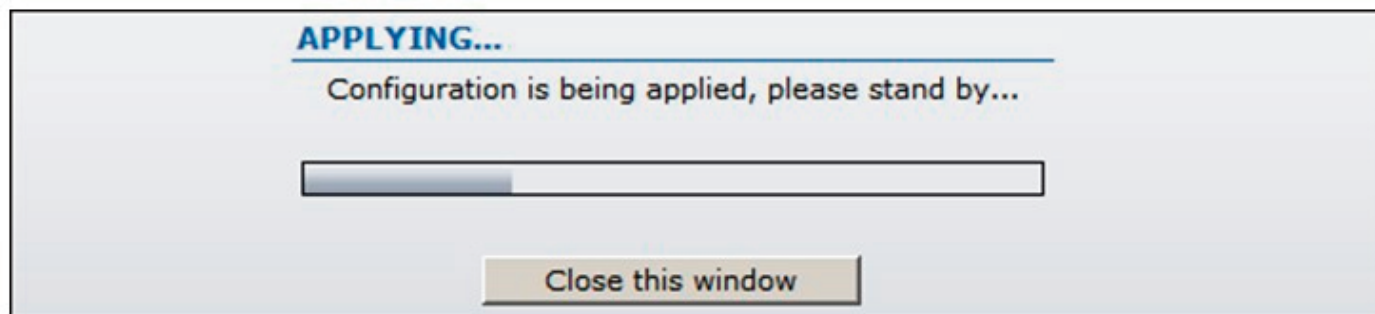 APPLYING...
Configuration is being applied, please stand by...
Close this window